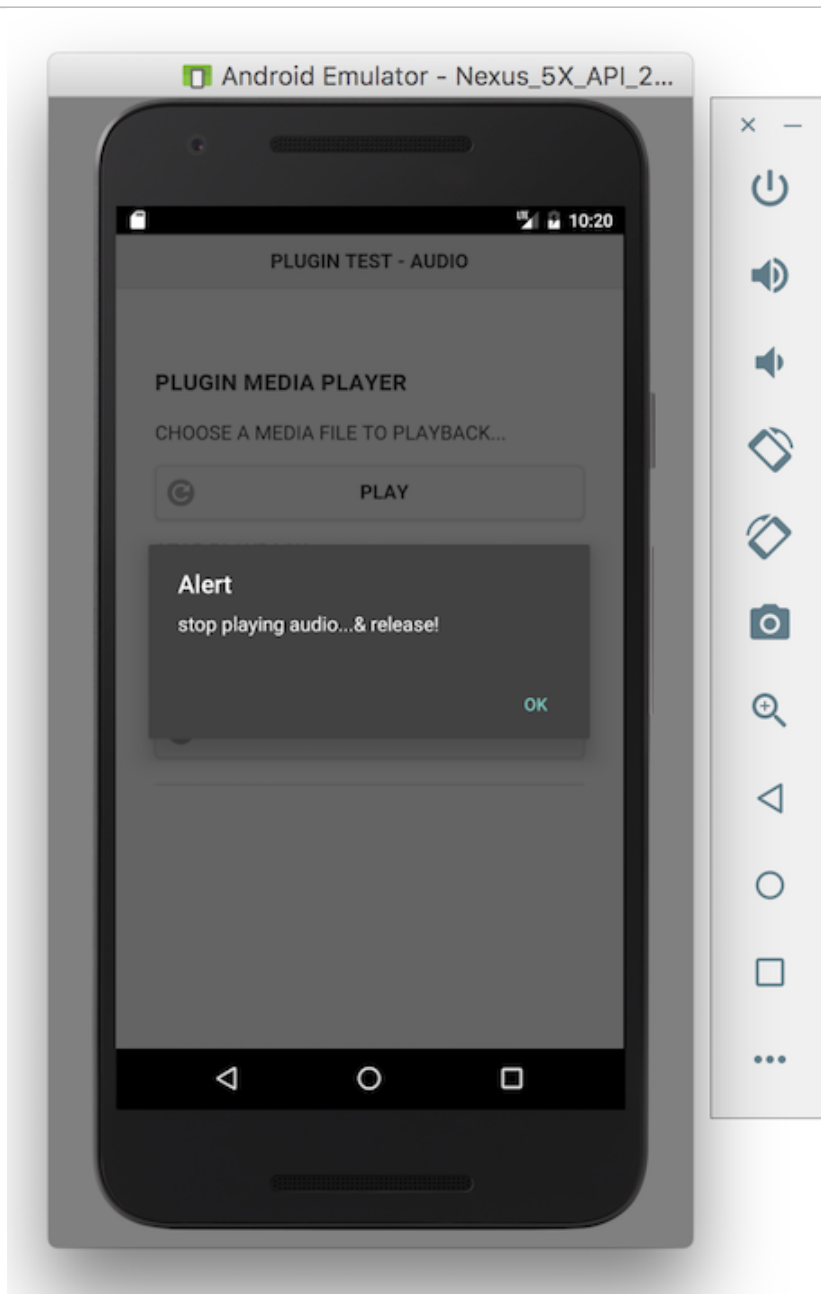 Android Emulator - Nexus_5X_API_2...
LTE 10:20
PLUGIN TEST - AUDIO
PLUGIN MEDIA PLAYER
CHOOSE A MEDIA FILE TO PLAYBACK...
PLAY
Alert
stop playing audio...& release!
OK